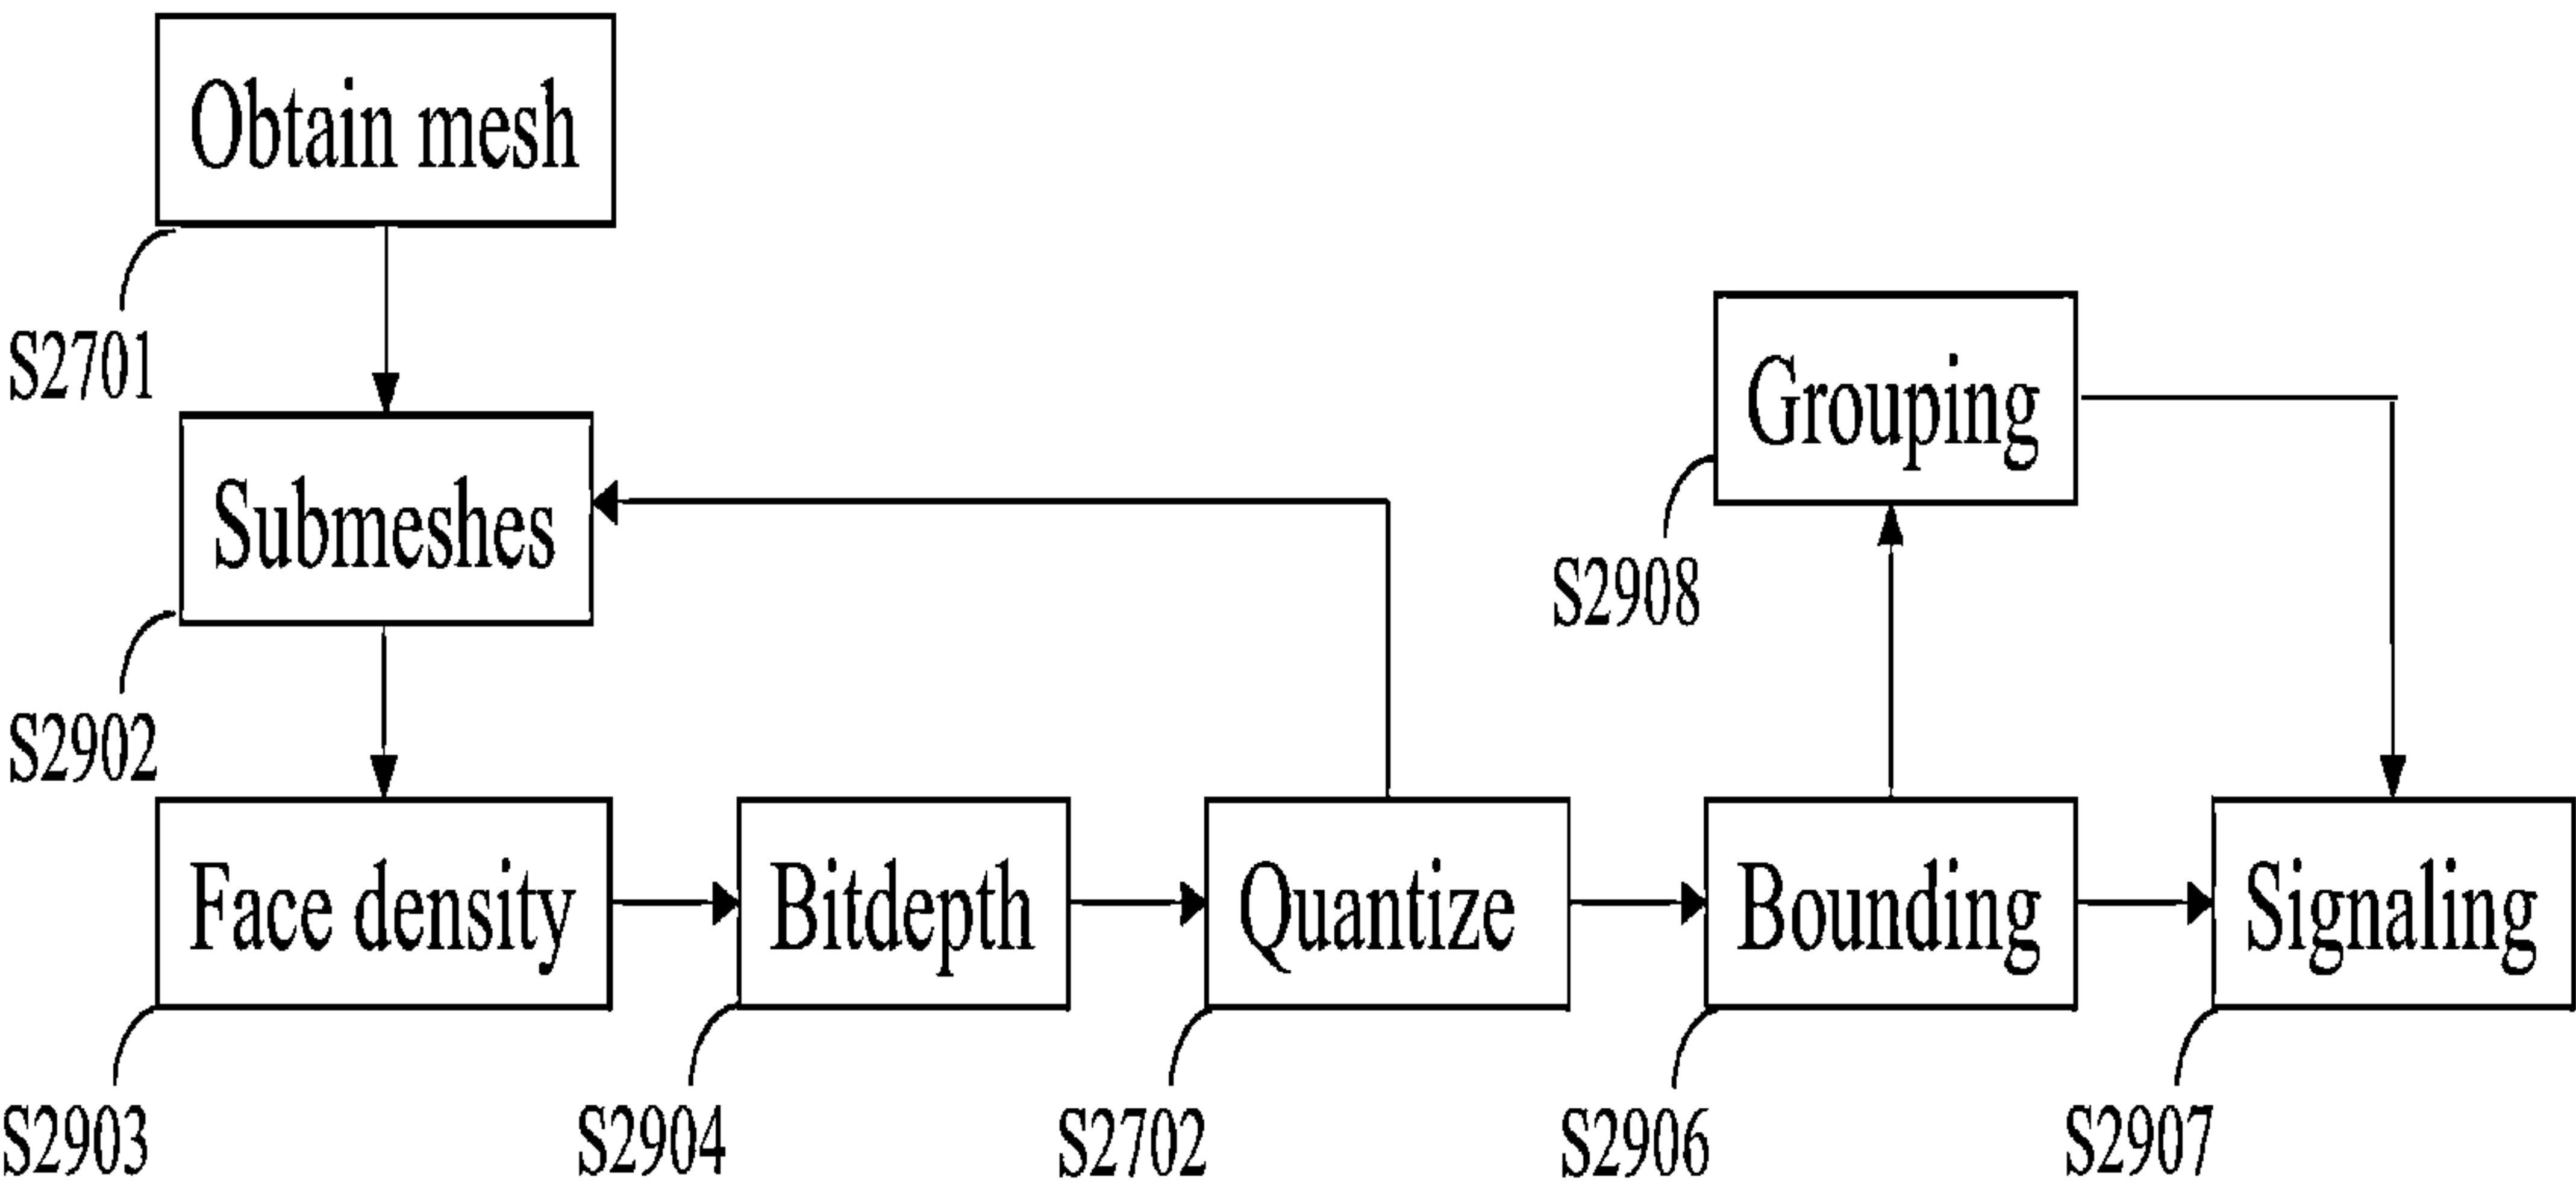 Obtain mesh
S2701
Submeshes
S2902
Grouping
S2908
Face density
S2903
Bitdepth
S2904
Quantize
S2702
Bounding
S2906
Signaling
S2907